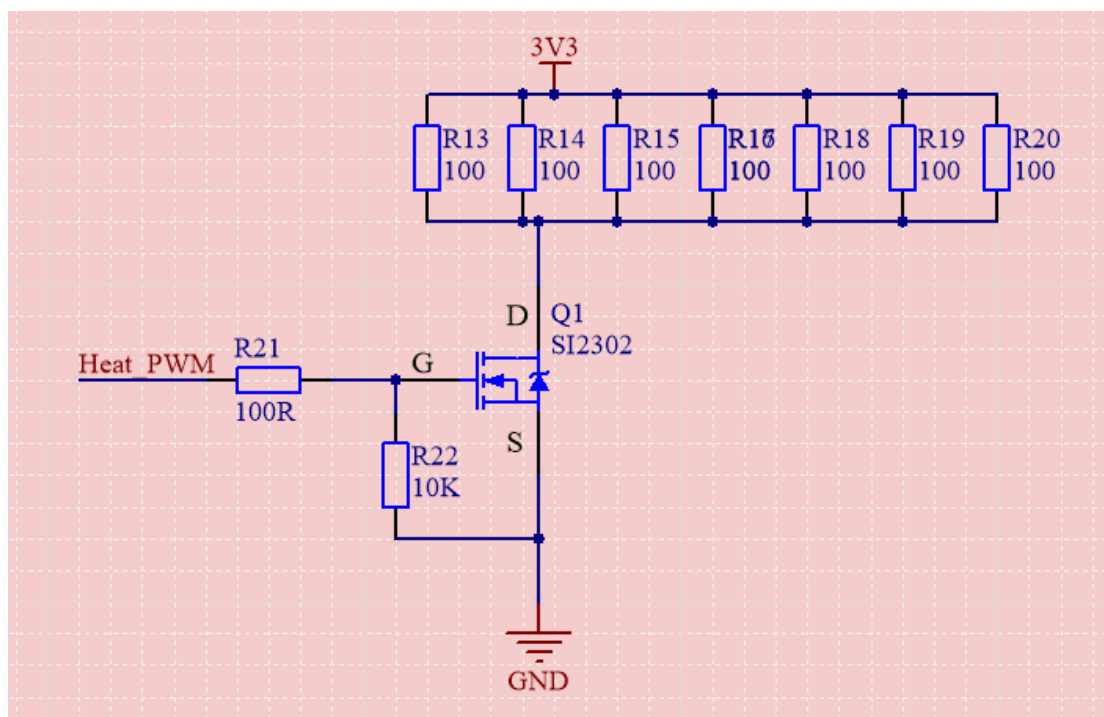 3V3
R13
100
R14
100
R15
100
100
R18
100
R19
100
R20
100
D
Q1
SI2302
Heat_PWM
R21
100R
G
S
R22
10K
GND